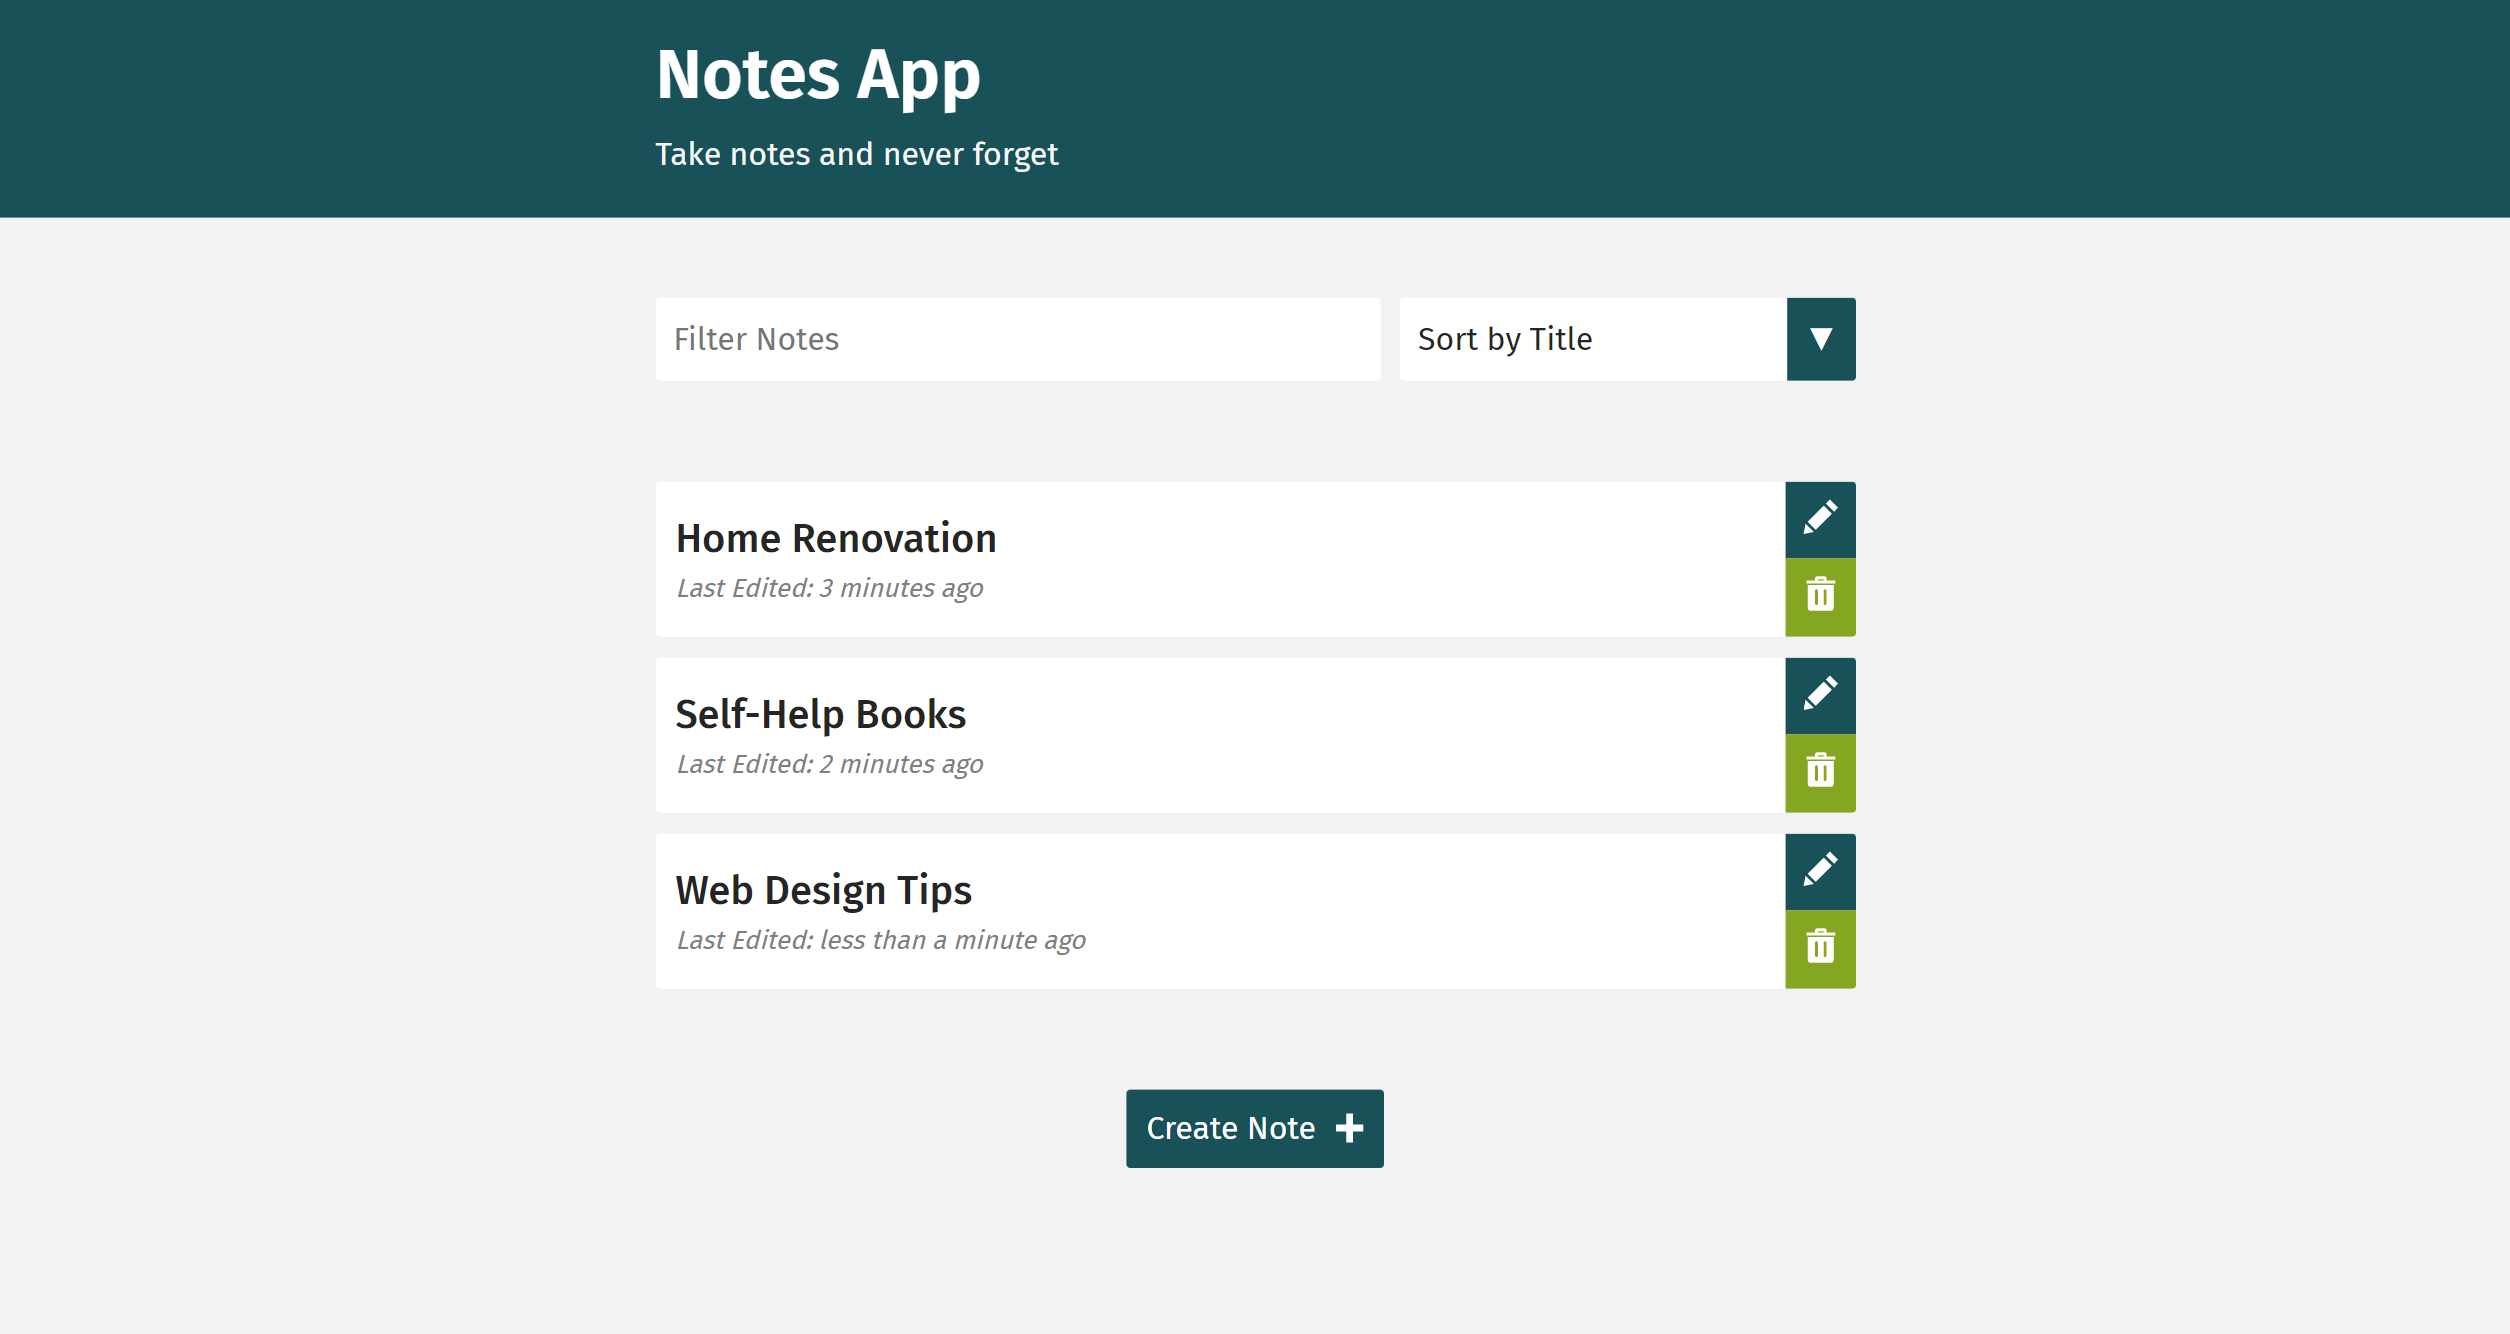 Notes App
Take notes and never forget
Filter Notes
Sort by Title
Home Renovation
Last Edited: 3 minutes ago
Self-Help Books
Last Edited: 2 minutes ago
Web Design Tips
Last Edited: less than a minute ago
Create Note